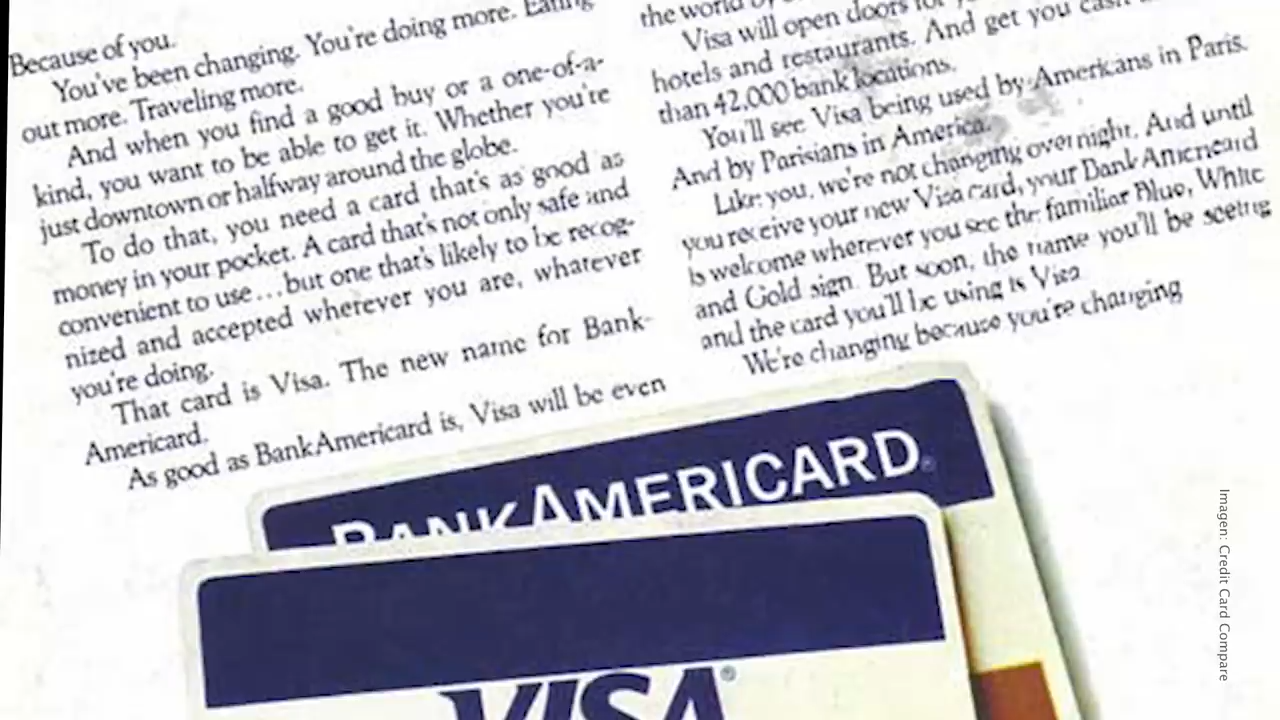 Because of you.
You've been changing. You're doing more. Eating
out more. Traveling more.
And when you find a good buy or a one-of-a-
kind, you want to be able to get it. Whether you're
just downtown or halfway around the globe.
To do that, you need a card that's as good as
money in your pocket. A card that's not only safe and
convenient to use...but one that's likely to be recog-
nized and accepted wherever you are, whatever
you're doing.
That card is Visa. The new name for Bank-
Americard.
As good as BankAmericard is, Visa will be even
the world by
Visa will open doors for
hotels and restaurants. And get you cash
than 42,000 bank locations.
You'll see Visa being used by Americans in Paris.
And by Parisians in America.
Like you, we're not changing overnight. And until
you receive your new Visa card, your BankAmericard
is welcome wherever you see the familiar Blue, White
and Gold sign. But soon, the name you'll be seeing
and the card you'll be using is Visa
We're changing because you're changing
BANKAMERICARD®
VISA®
Imagen: Credit Card Compare